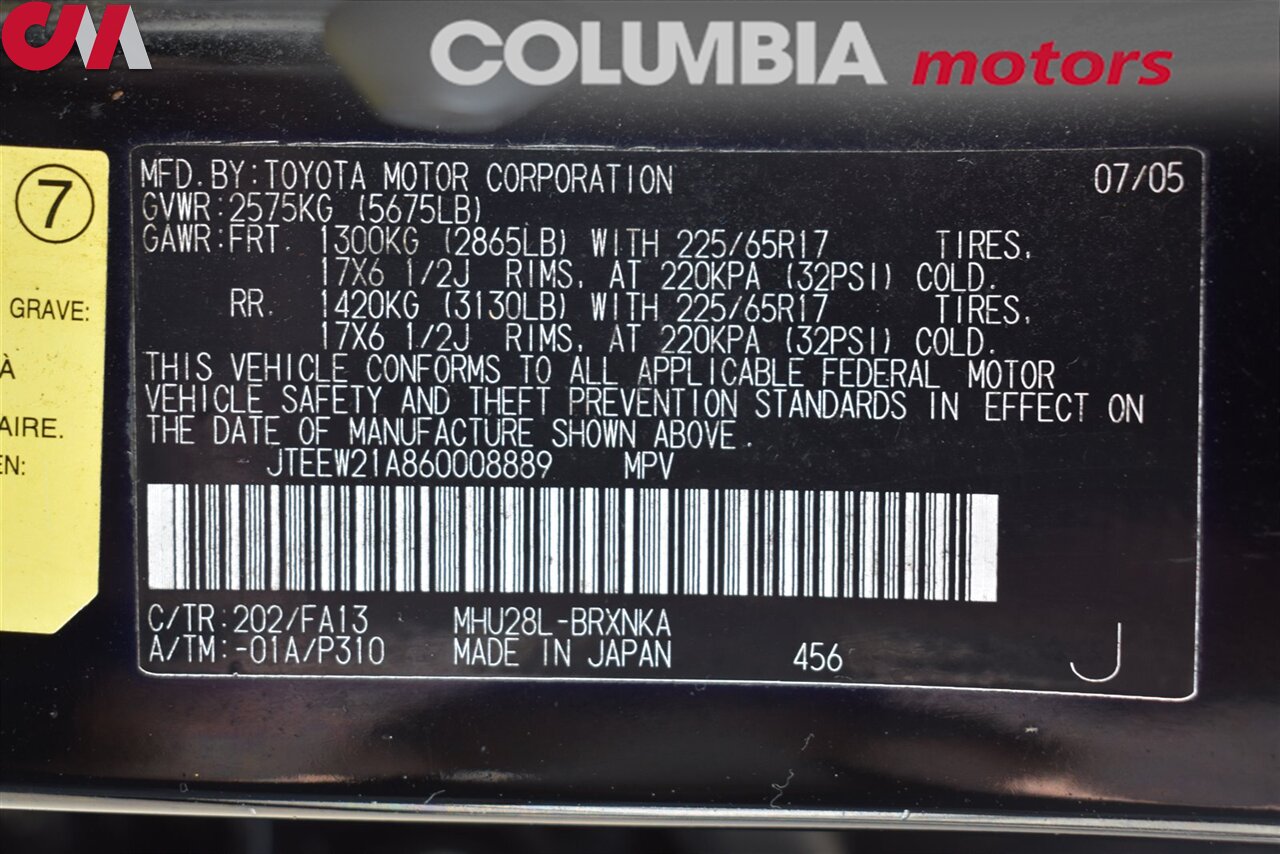 CM
COLUMBIA motors
7
GRAVE:
À
AIRE.
EN:
MFD. BY: TOYOTA MOTOR CORPORATION 07/05
GVWR: 2575KG (5675LB)
GAWR: FRT. 1300KG (2865LB) WITH 225/65R17 TIRES,
17X6 1/2J RIMS, AT 220KPA (32PSI) COLD.
RR. 1420KG (3130LB) WITH 225/65R17 TIRES,
17X6 1/2J RIMS, AT 220KPA (32PSI) COLD.
THIS VEHICLE CONFORMS TO ALL APPLICABLE FEDERAL MOTOR
VEHICLE SAFETY AND THEFT PREVENTION STANDARDS IN EFFECT ON
THE DATE OF MANUFACTURE SHOWN ABOVE.
JTEEW21A860008889 MPV
C/TR: 202/FA13 MHU28L-BRXNKA
A/TM: -01A/P310 MADE IN JAPAN 456 J